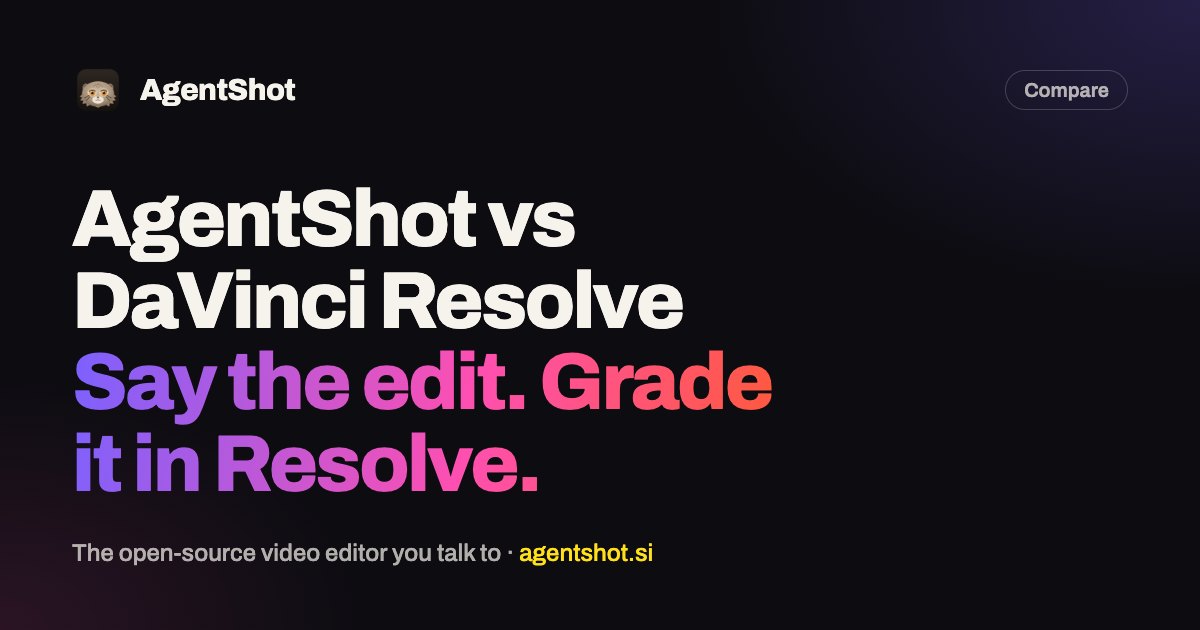 AgentShot
Compare
AgentShot vs
DaVinci Resolve
Say the edit. Grade
it in Resolve.
The open-source video editor you talk to · agentshot.si